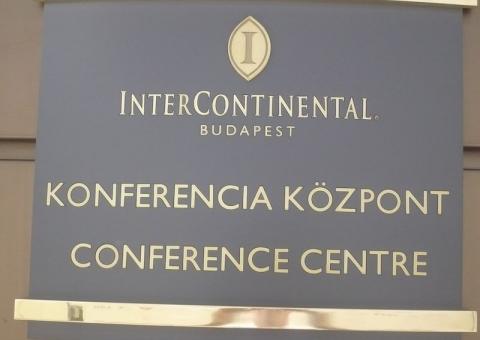 I
INTERCONTINENTAL®
BUDAPEST
KONFERENCIA KÖZPONT
CONFERENCE CENTRE